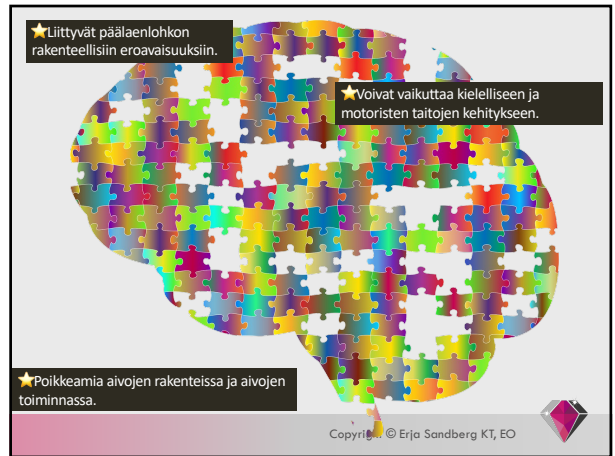 ⭐Liittyvät päälaenlohkon
rakenteellisiin eroavaisuuksiin.
⭐Voivat vaikuttaa kielelliseen ja
motoristen taitojen kehitykseen.
⭐Poikkeamia aivojen rakenteissa ja aivojen
toiminnassa.
Copyright © Erja Sandberg KT, EO